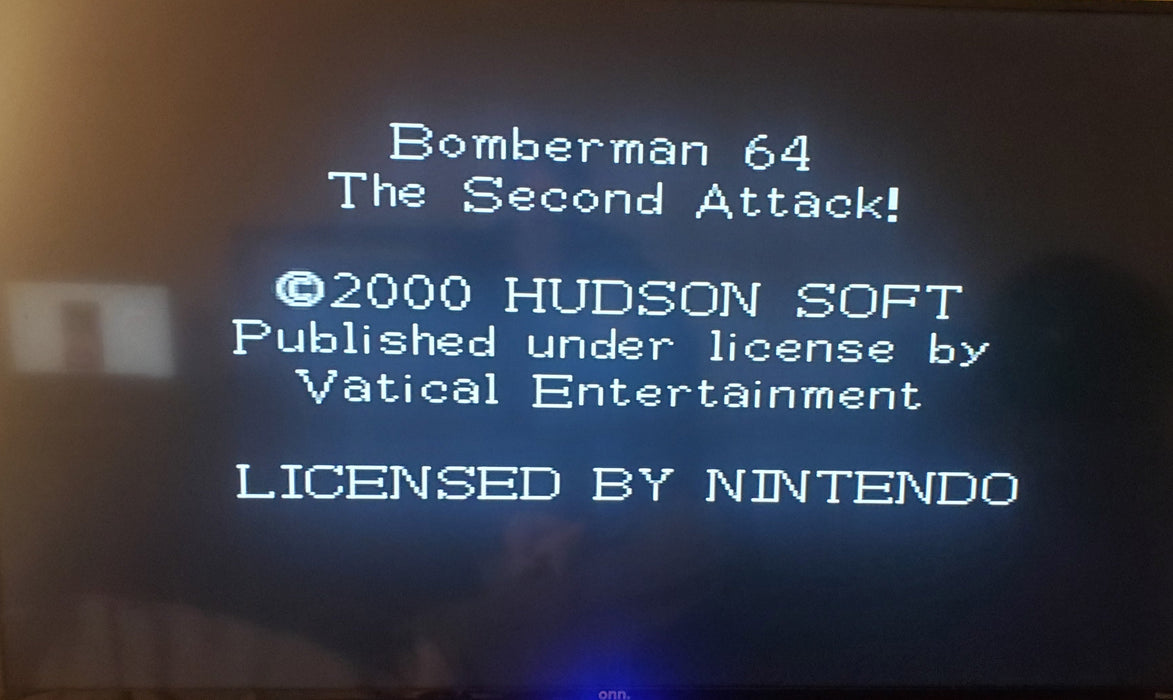 Bomberman 64
The Second Attack!
©2000 HUDSON SOFT
Published under license by
Vatical Entertainment
LICENSED BY NINTENDO
onn.